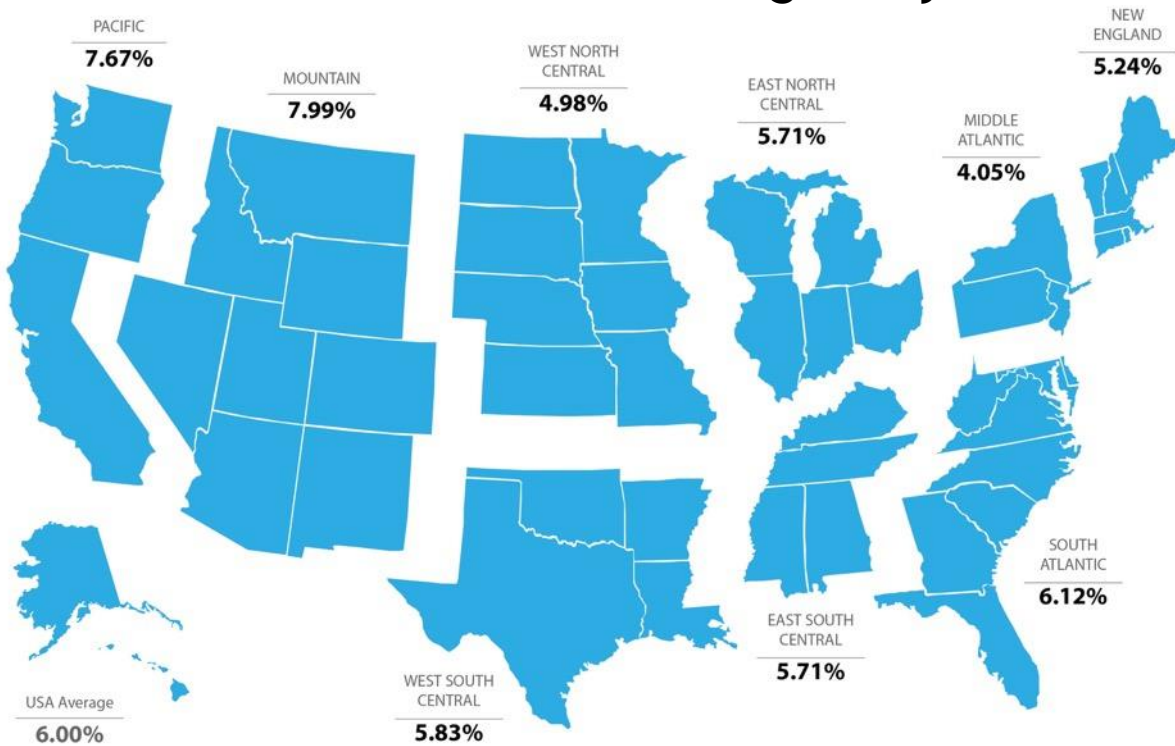 PACIFIC
7.67%
MOUNTAIN
7.99%
WEST NORTH
CENTRAL
4.98%
EAST NORTH
CENTRAL
5.71%
MIDDLE
ATLANTIC
4.05%
NEW
ENGLAND
5.24%
SOUTH
ATLANTIC
6.12%
EAST SOUTH
CENTRAL
5.71%
WEST SOUTH
CENTRAL
5.83%
USA Average
6.00%